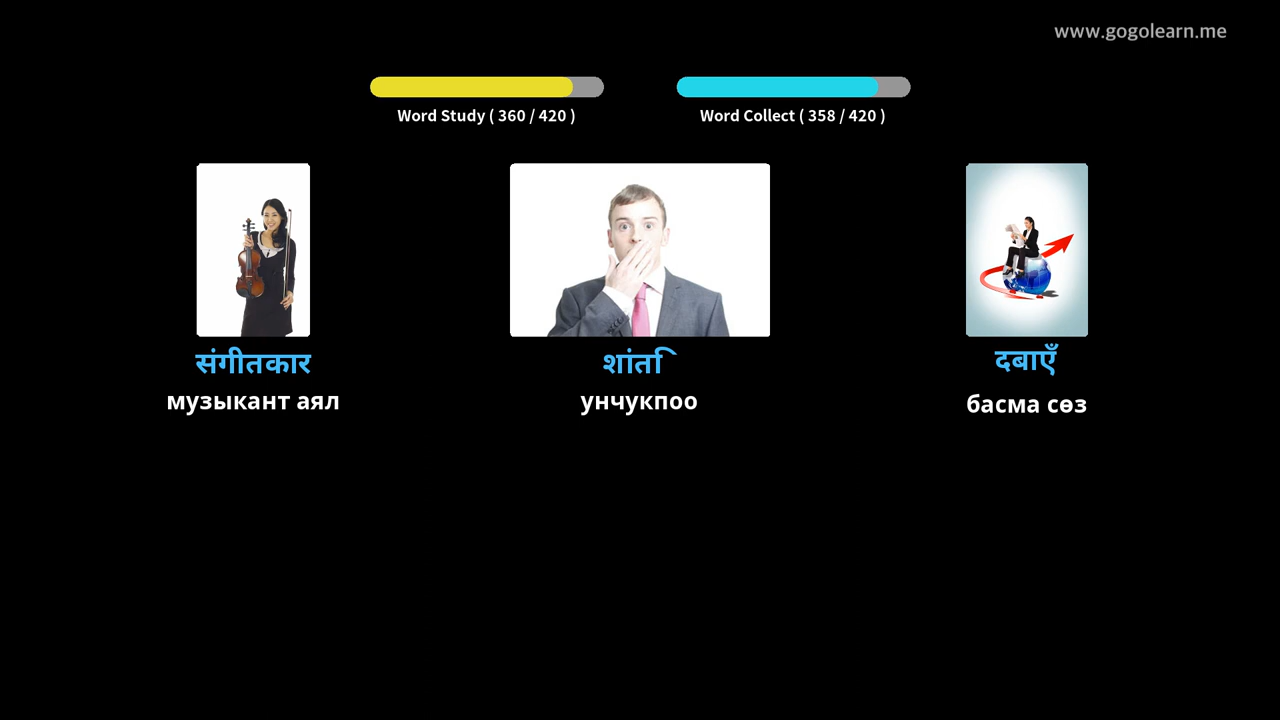 www.gogolearn.me
Word Study ( 360 / 420 )
Word Collect ( 358 / 420 )
संगीतकार
शांति
दबाएँ
музыкант аял
унчукпоо
басма сөз